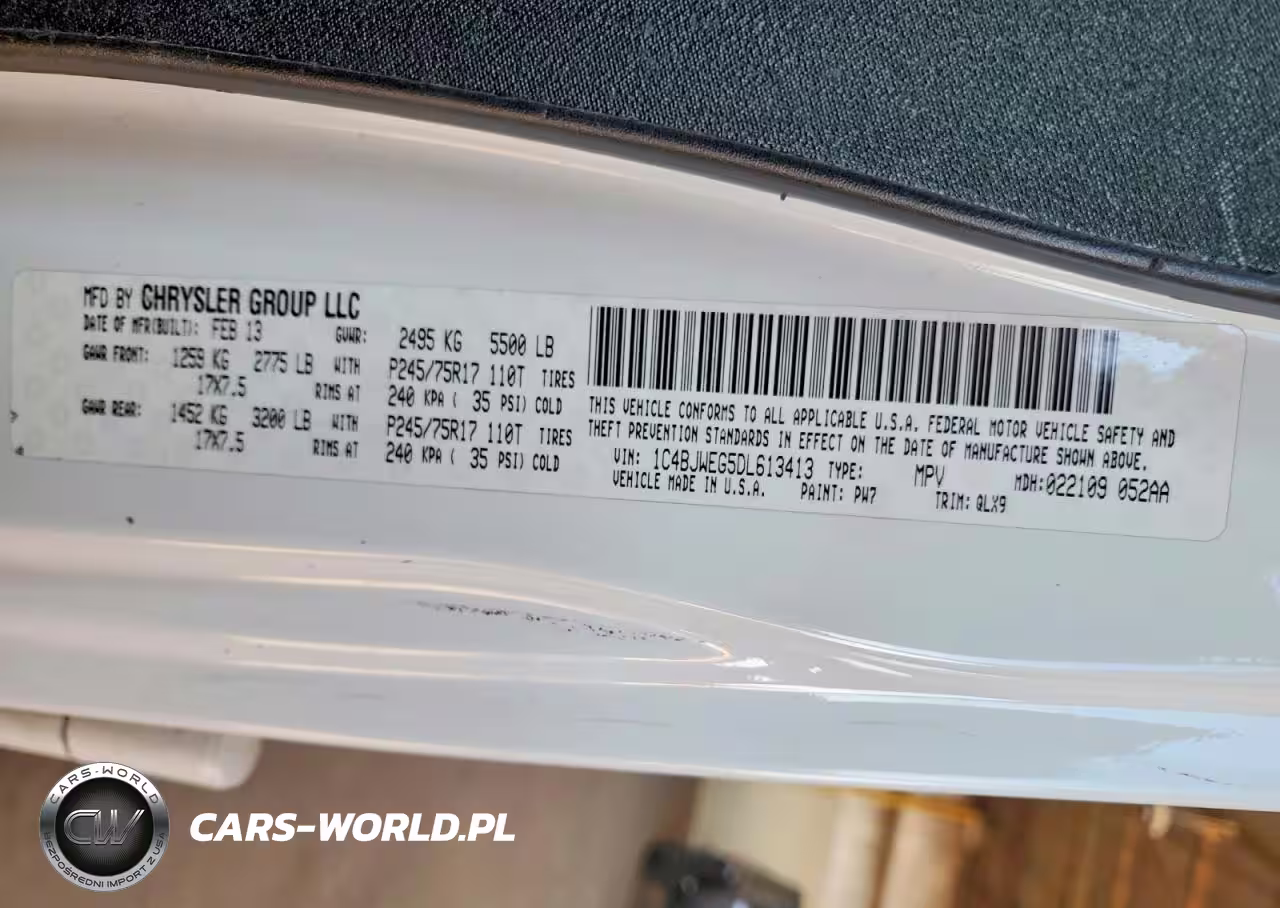 MFD BY CHRYSLER GROUP LLC
DATE OF MFR(BUILT): FEB 13 GVWR: 2495 KG 5500 LB
GAWR FRONT: 1259 KG 2775 LB WITH P245/75R17 110T TIRES
17X7.5 RIMS AT 240 KPA ( 35 PSI) COLD
GAWR REAR: 1452 KG 3200 LB WITH P245/75R17 110T TIRES
17X7.5 RIMS AT 240 KPA ( 35 PSI) COLD
THIS VEHICLE CONFORMS TO ALL APPLICABLE U.S.A. FEDERAL MOTOR VEHICLE SAFETY AND
THEFT PREVENTION STANDARDS IN EFFECT ON THE DATE OF MANUFACTURE SHOWN ABOVE.
VIN: 1C4BJWEG5DL613413 TYPE: MPV MDH:022109 052AA
VEHICLE MADE IN U.S.A. PAINT: PW7 TRIM: QLX9
CARS-WORLD
CW
BEZPOŚREDNI IMPORT Z USA
CARS-WORLD.PL